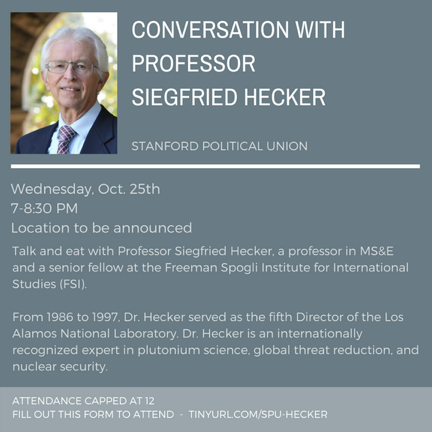 CONVERSATION WITH
PROFESSOR
SIEGFRIED HECKER
STANFORD POLITICAL UNION
Wednesday, Oct. 25th
7-8:30 PM
Location to be announced
Talk and eat with Professor Siegfried Hecker, a professor in MS&E
and a senior fellow at the Freeman Spogli Institute for International
Studies (FSI).
From 1986 to 1997, Dr. Hecker served as the fifth Director of the Los
Alamos National Laboratory. Dr. Hecker is an internationally
recognized expert in plutonium science, global threat reduction, and
nuclear security.
ATTENDANCE CAPPED AT 12
FILL OUT THIS FORM TO ATTEND - TINYURL.COM/SPU-HECKER